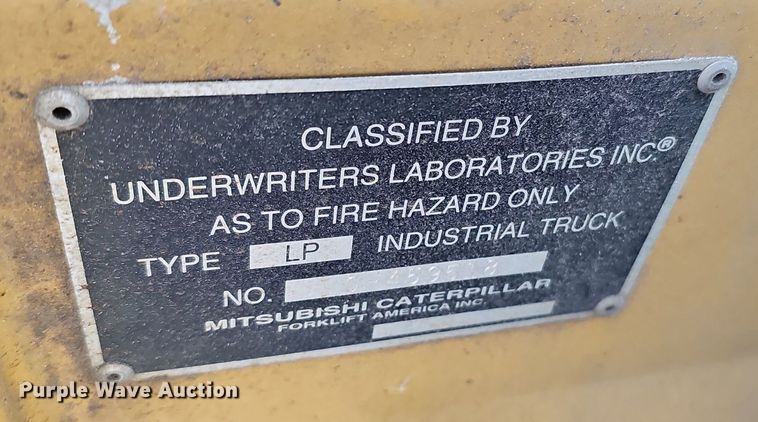 CLASSIFIED BY
UNDERWRITERS LABORATORIES INC.®
AS TO FIRE HAZARD ONLY
TYPE LP INDUSTRIAL TRUCK
NO.
MITSUBISHI CATERPILLAR
FORKLIFT AMERICA INC.
Purple Wave Auction